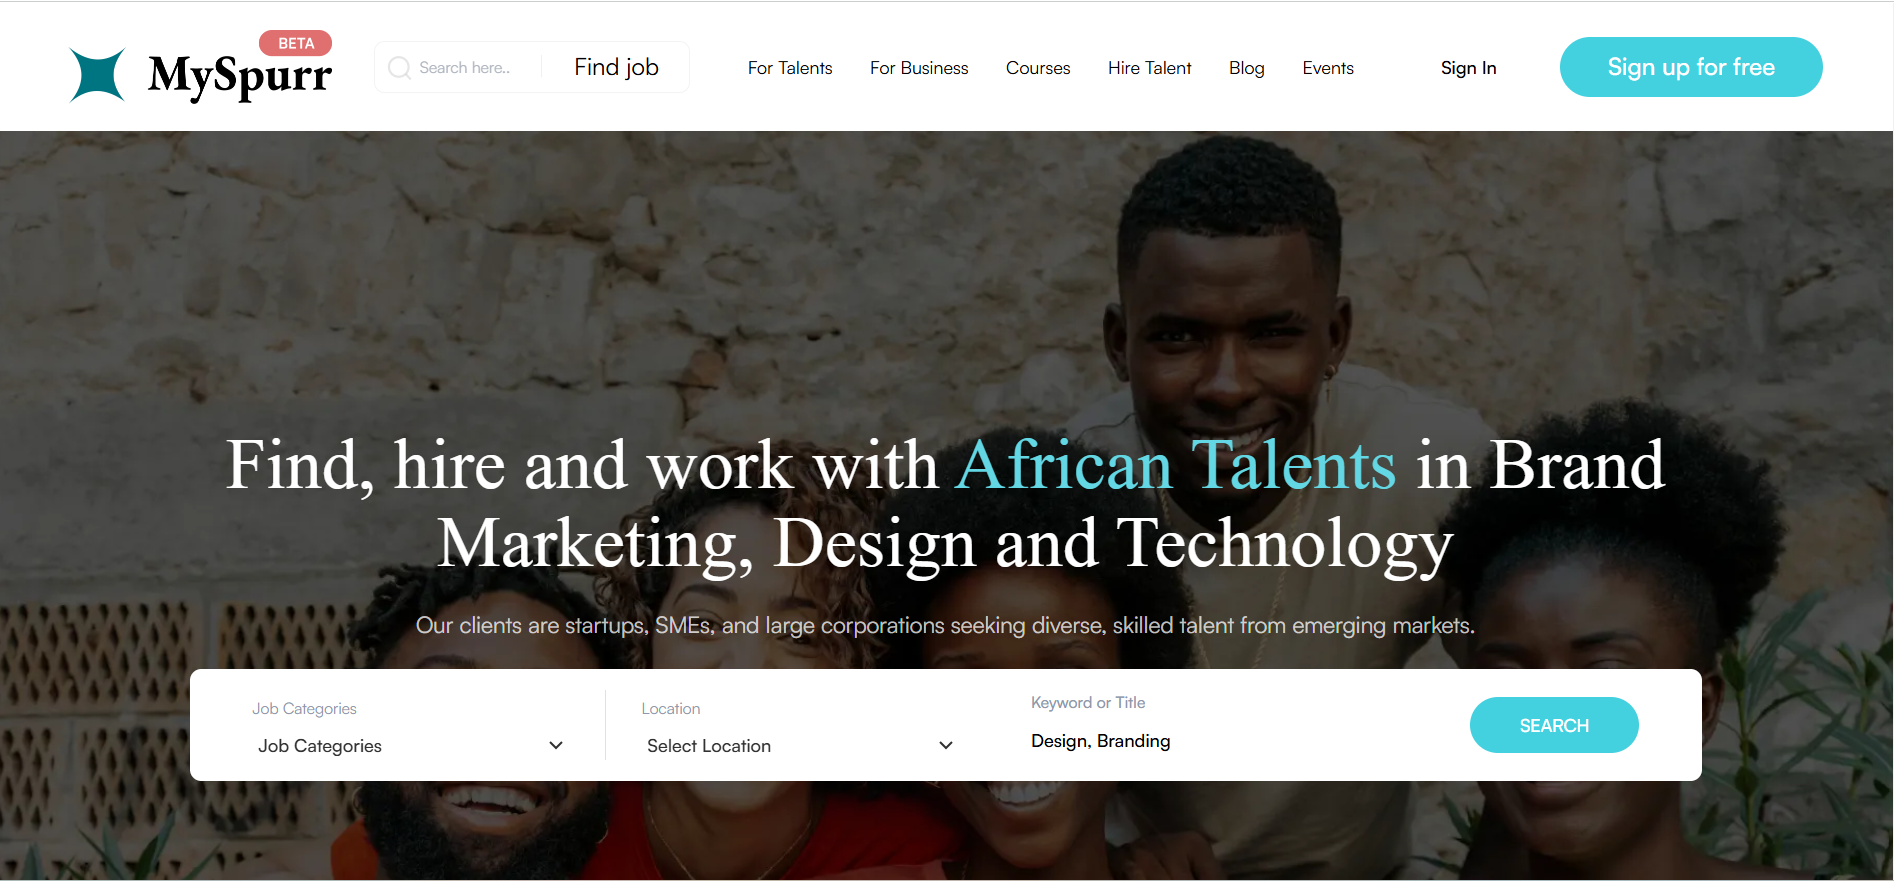 BETA
MySpurr
Search here..
Find job
For Talents
For Business
Courses
Hire Talent
Blog
Events
Sign In
Sign up for free
Find, hire and work with African Talents in Brand
Marketing, Design and Technology
Our clients are startups, SMEs, and large corporations seeking diverse, skilled talent from emerging markets.
Job Categories
Job Categories
Location
Select Location
Keyword or Title
Design, Branding
SEARCH